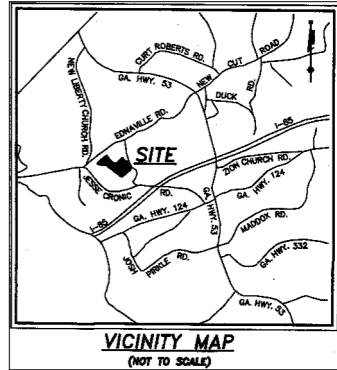 CURT ROBERTS RD.
NEW CUT ROAD
GA. HWY. 53
DUCK RD.
NEW LIBERTY CHURCH RD.
EDNAVILLE RD.
I-85
SITE
ZION CHURCH RD.
JESSE CRONIC RD.
GA. HWY. 124
GA. HWY. 53
I-85
GA. HWY. 124
MADDOX RD.
JOSH PIRKLE RD.
GA. HWY. 332
GA. HWY. 53
VICINITY MAP
(NOT TO SCALE)